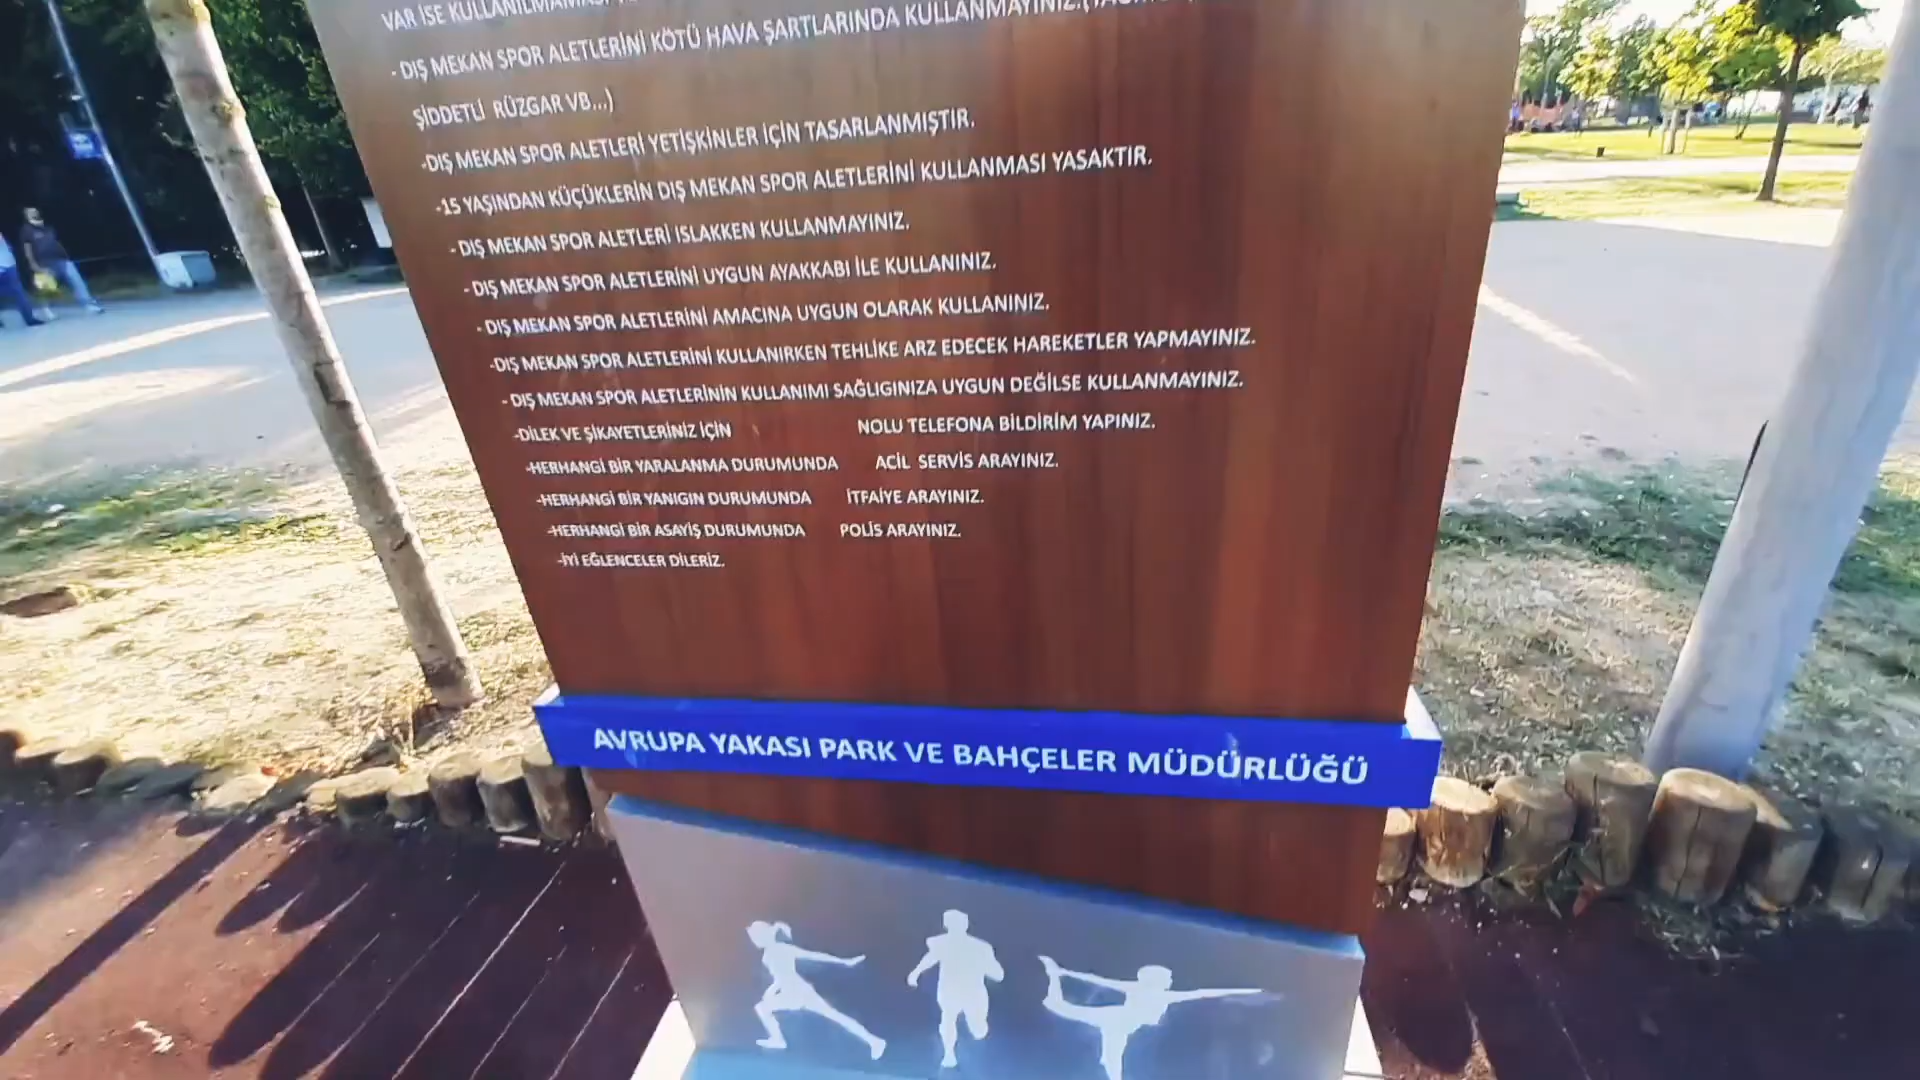 VAR İSE KULLANILMAMASI
- DIŞ MEKAN SPOR ALETLERİNİ KÖTÜ HAVA ŞARTLARINDA KULLANMAYINIZ.
ŞİDDETLİ RÜZGAR VB...)
-DIŞ MEKAN SPOR ALETLERİ YETİŞKİNLER İÇİN TASARLANMIŞTIR.
-15 YAŞINDAN KÜÇÜKLERİN DIŞ MEKAN SPOR ALETLERİNİ KULLANMASI YASAKTIR.
- DIŞ MEKAN SPOR ALETLERİ ISLAKKEN KULLANMAYINIZ.
- DIŞ MEKAN SPOR ALETLERİNİ UYGUN AYAKKABI İLE KULLANINIZ.
- DIŞ MEKAN SPOR ALETLERİNİ AMACINA UYGUN OLARAK KULLANINIZ.
-DIŞ MEKAN SPOR ALETLERİNİ KULLANIRKEN TEHLİKE ARZ EDECEK HAREKETLER YAPMAYINIZ.
- DIŞ MEKAN SPOR ALETLERİNİN KULLANIMI SAĞLIGINIZA UYGUN DEĞİLSE KULLANMAYINIZ.
-DİLEK VE ŞİKAYETLERİNİZ İÇİN NOLU TELEFONA BİLDİRİM YAPINIZ.
-HERHANGİ BİR YARALANMA DURUMUNDA ACİL SERVİS ARAYINIZ.
-HERHANGİ BİR YANIGIN DURUMUNDA İTFAİYE ARAYINIZ.
-HERHANGİ BİR ASAYİŞ DURUMUNDA POLİS ARAYINIZ.
-İYİ EĞLENCELER DİLERİZ.
AVRUPA YAKASI PARK VE BAHÇELER MÜDÜRLÜĞÜ